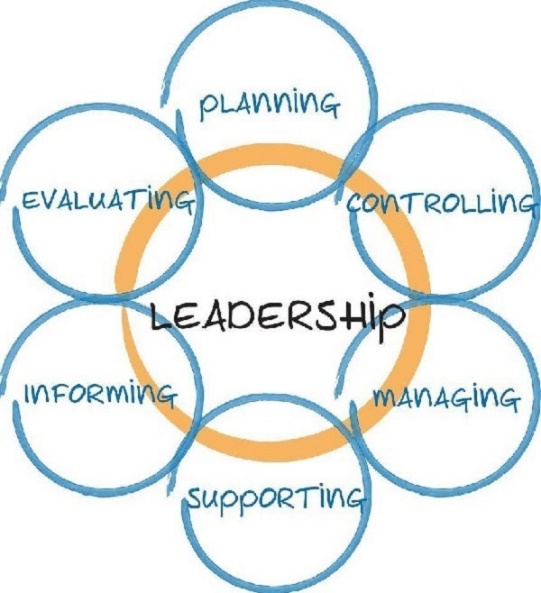 PLANNING
EVALUATING
CONTROLLING
LEADERSHIP
INFORMING
MANAGING
SUPPORTING